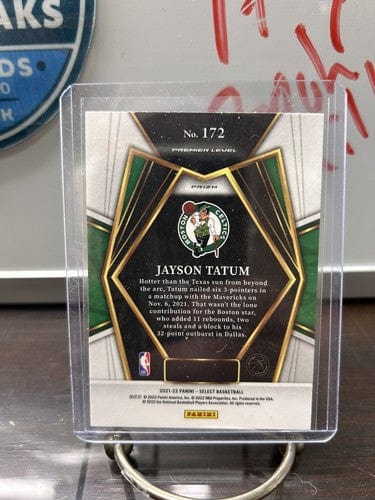 AKS
No. 172
PREMIER LEVEL
PRIZM
BOSTON
CELTICS
JAYSON TATUM
Hotter than the Texas sun from beyond
the arc, Tatum nailed six 3-pointers in
a matchup with the Mavericks on
Nov. 6, 2021. That wasn't the lone
contribution for the Boston star,
who added 11 rebounds, two
steals and a block to his
32-point outburst in Dallas.
NBA
2021-22 PANINI – SELECT BASKETBALL
© 2022 Panini America, Inc. © 2022 NBA Properties, Inc. Produced in the USA.
© 2022 the National Basketball Players Association. All rights reserved.
PANINI